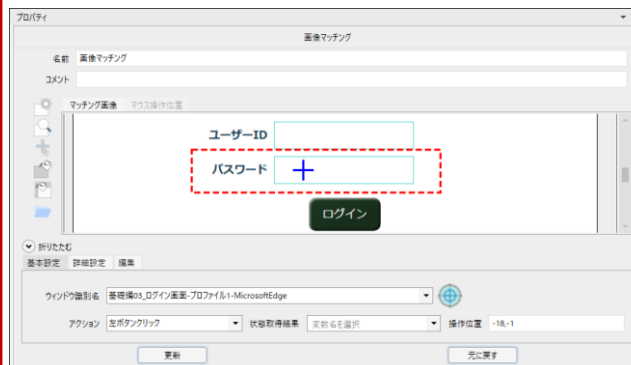 プロパティ
画像マッチング
名前 画像マッチング
コメント
マッチング画像 マウス操作位置
ユーザーID
パスワード
ログイン
折りたたむ
基本設定 詳細設定 編集
ウィンドウ識別名 基礎編03_ログイン画面-プロファイル1-MicrosoftEdge
アクション 左ボタンクリック 状態取得結果 変数名を選択 操作位置 -18,-1
更新 元に戻す